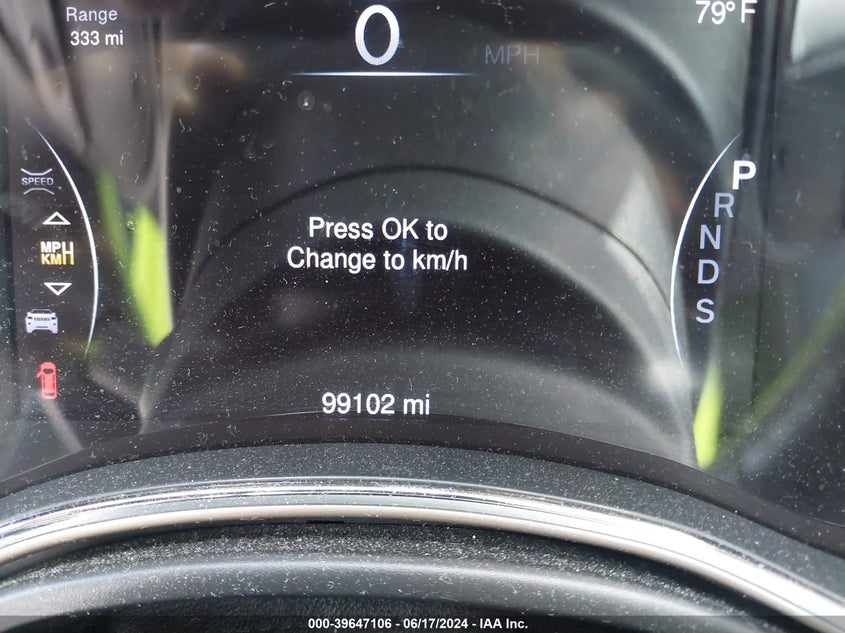 Range
333 mi
0
MPH
79° F
SPEED
MPH
KMH
Press OK to
Change to km/h
P
R
N
D
S
99102 mi
000-39647106 - 06/17/2024 - IAA Inc.